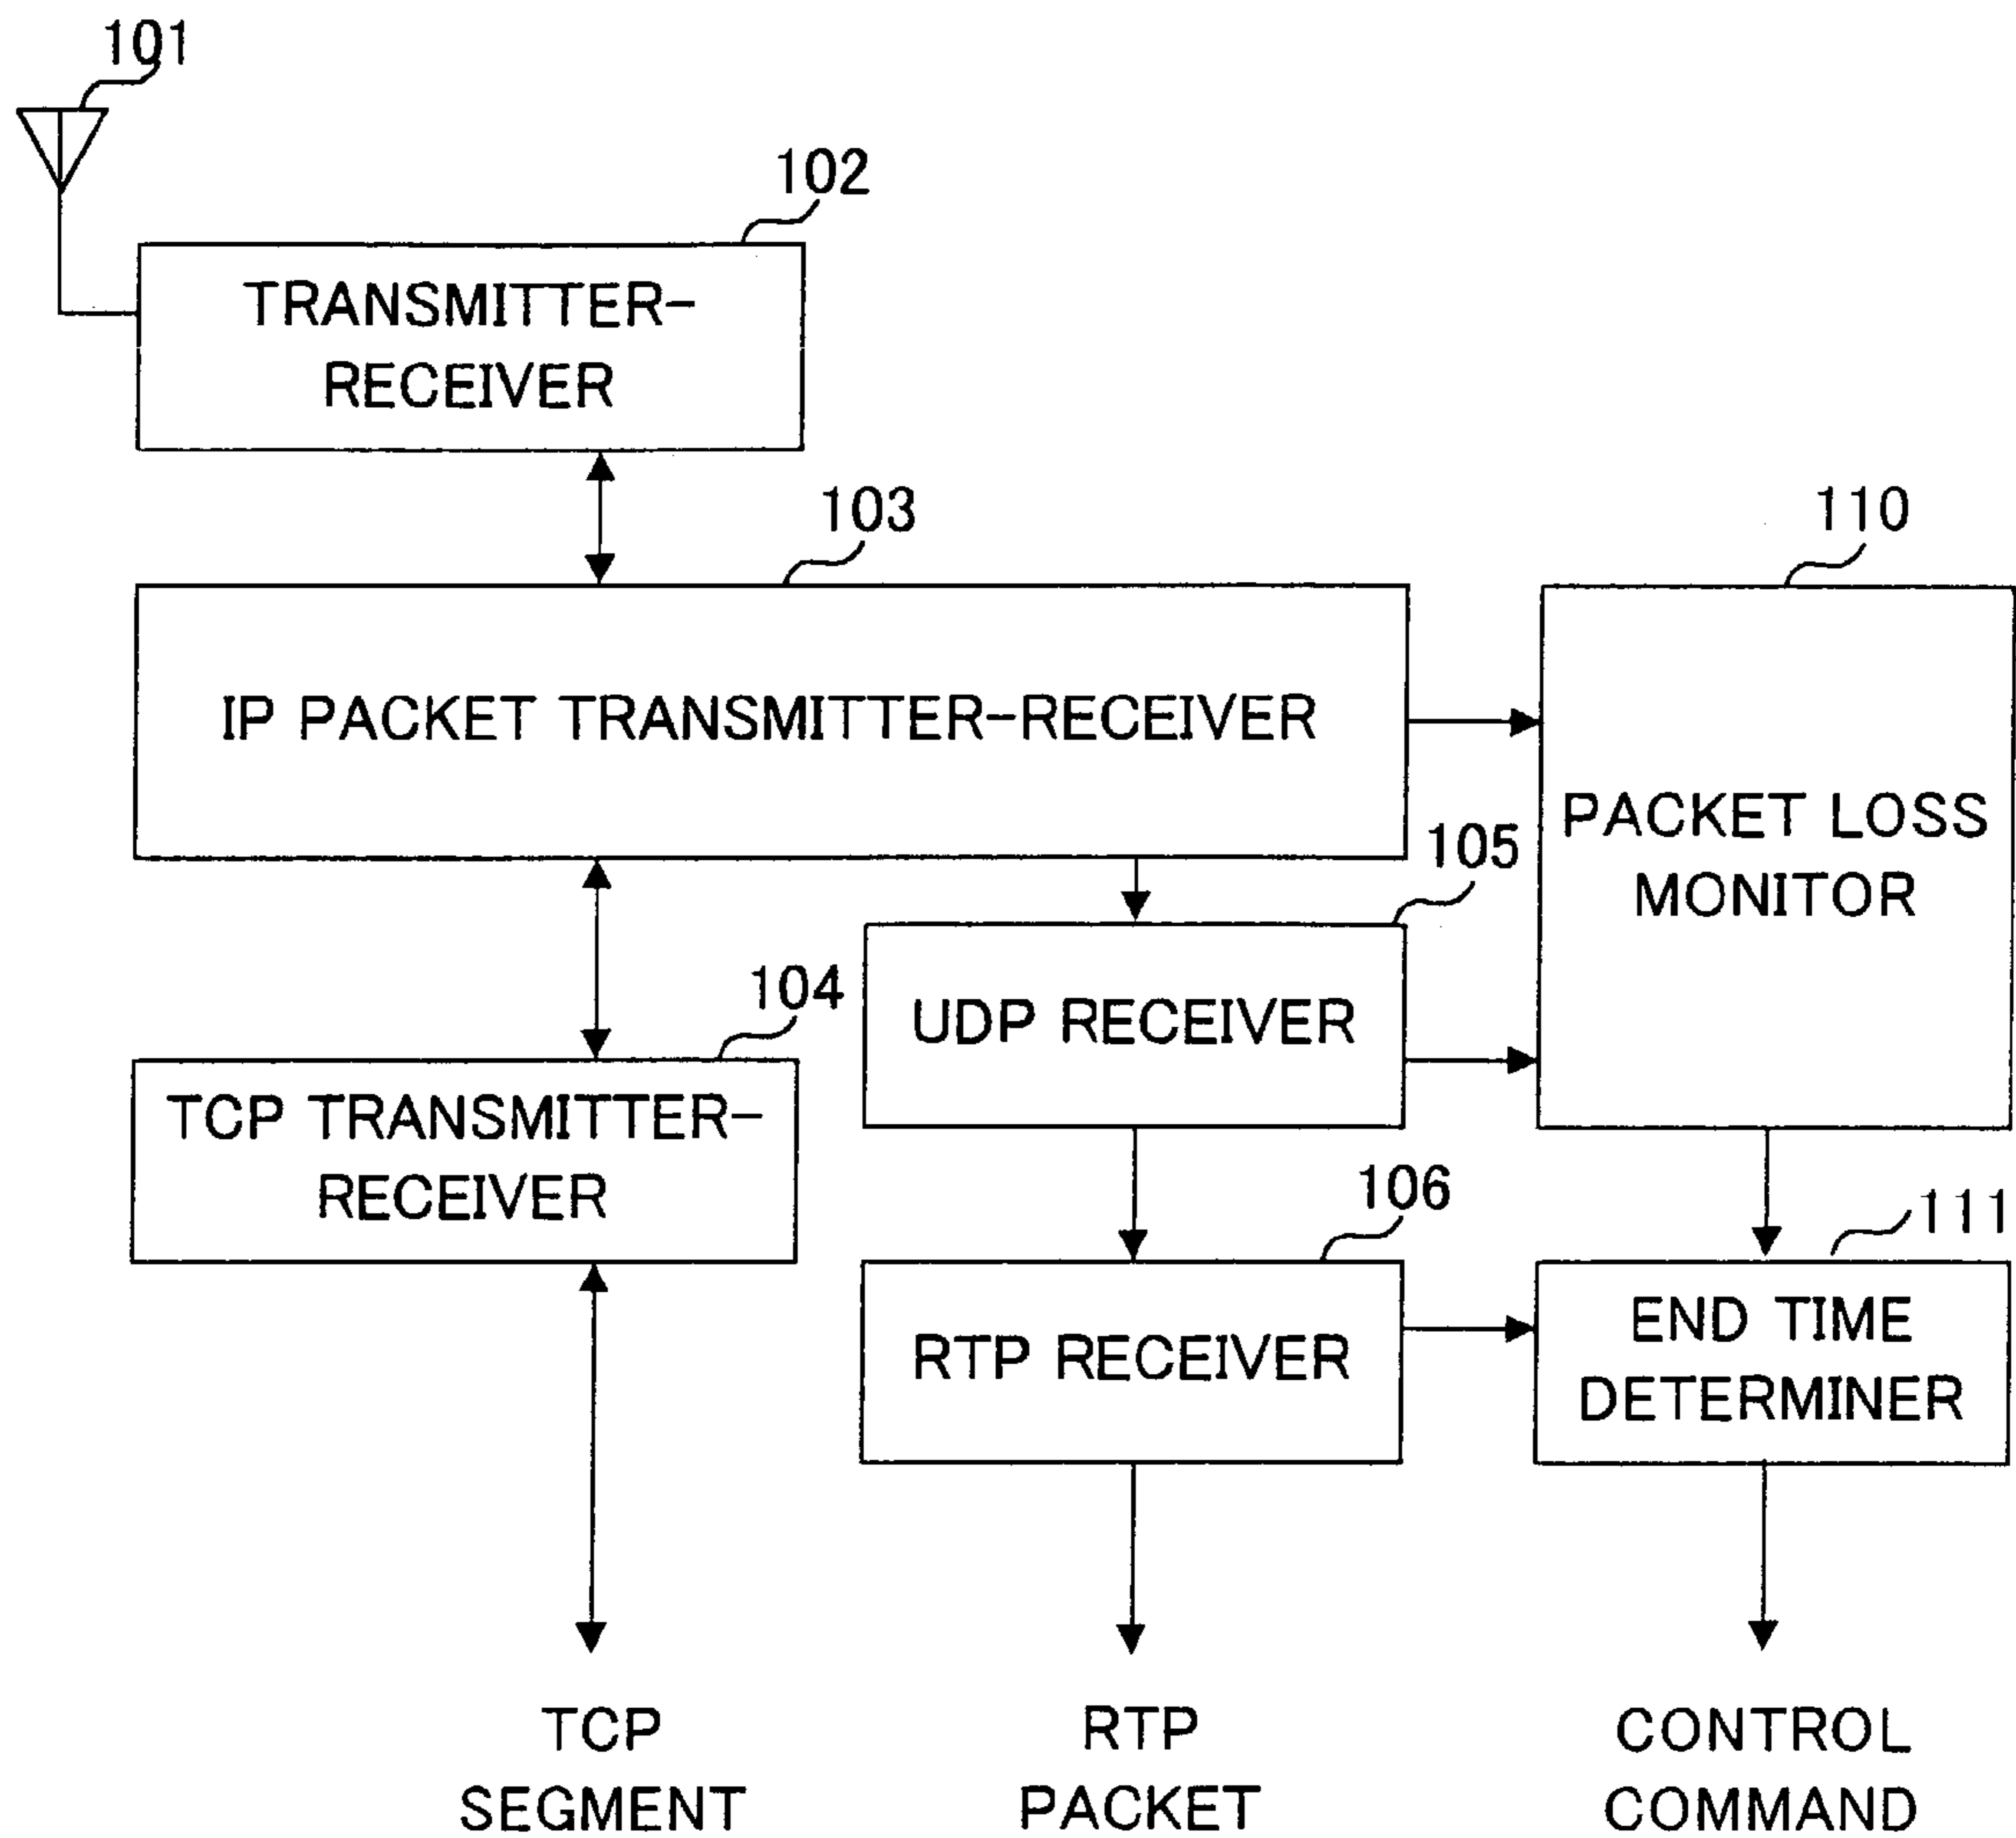 101
102
TRANSMITTER-
RECEIVER
103
110
IP PACKET TRANSMITTER-RECEIVER
PACKET LOSS
MONITOR
105
UDP RECEIVER
104
TCP TRANSMITTER-
RECEIVER
106
111
RTP RECEIVER
END TIME
DETERMINER
TCP
SEGMENT
RTP
PACKET
CONTROL
COMMAND